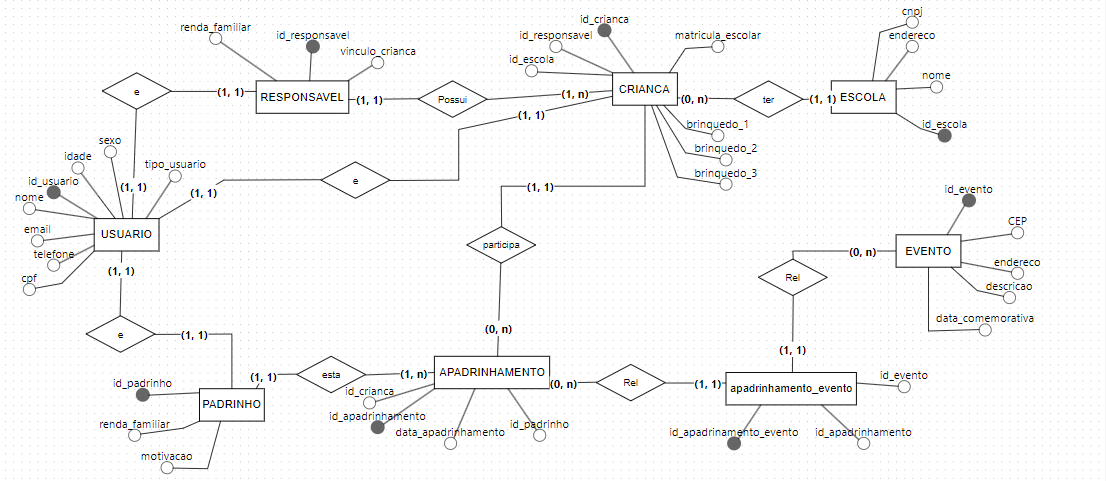 cnpj
renda_familiar
id_crianca
id_responsavel
id_responsavel
matricula_escolar
endereco
vinculo_crianca
id_escola
nome
e
(1, 1)
RESPONSAVEL
(1, 1)
Possui
(1, n)
CRIANCA
(0, n)
ter
(1, 1)
ESCOLA
(1, 1)
brinquedo_1
id_escola
sexo
brinquedo_2
idade
tipo_usuario
brinquedo_3
id_usuario
(1, 1)
(1, 1)
e
(1, 1)
id_evento
nome
email
USUARIO
CEP
telefone
participa
(0, n)
EVENTO
endereco
cpf
(1, 1)
Rel
descricao
data_comemorativa
e
(1, 1)
(0, n)
(1, 1)
id_padrinho
(1, 1)
esta
(1, n)
APADRINHAMENTO
(0, n)
Rel
(1, 1)
apadrinhamento_evento
id_evento
PADRINHO
id_crianca
renda_familiar
id_apadrinhamento
data_apadrinhamento
id_padrinho
id_apadrinamento_evento
id_apadrinhamento
motivacao